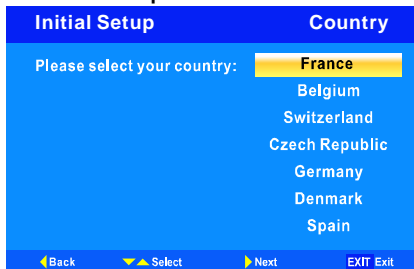 Initial Setup Country
Please select your country: France
Belgium
Switzerland
Czech Republic
Germany
Denmark
Spain
Back Select Next EXIT Exit